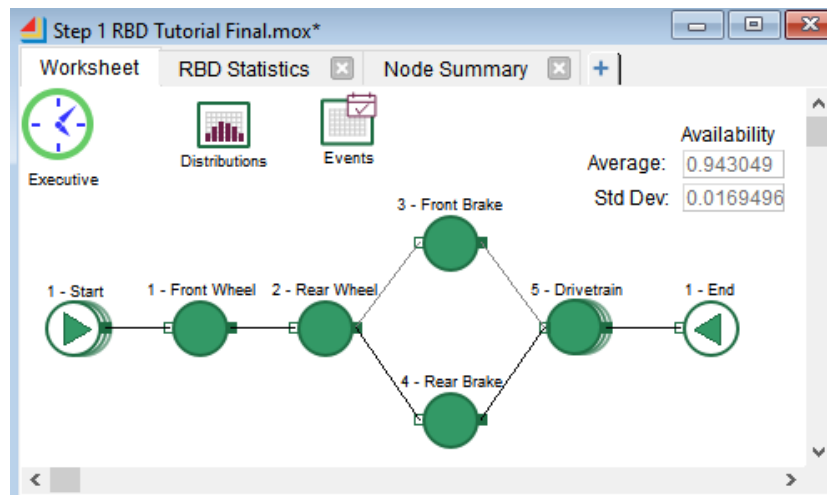 Step 1 RBD Tutorial Final.mox*
Worksheet
RBD Statistics
Node Summary
+
Executive
Distributions
Events
Availability
Average: 0.943049
Std Dev: 0.0169496
3 - Front Brake
1 - Start
1 - Front Wheel
2 - Rear Wheel
5 - Drivetrain
1 - End
4 - Rear Brake